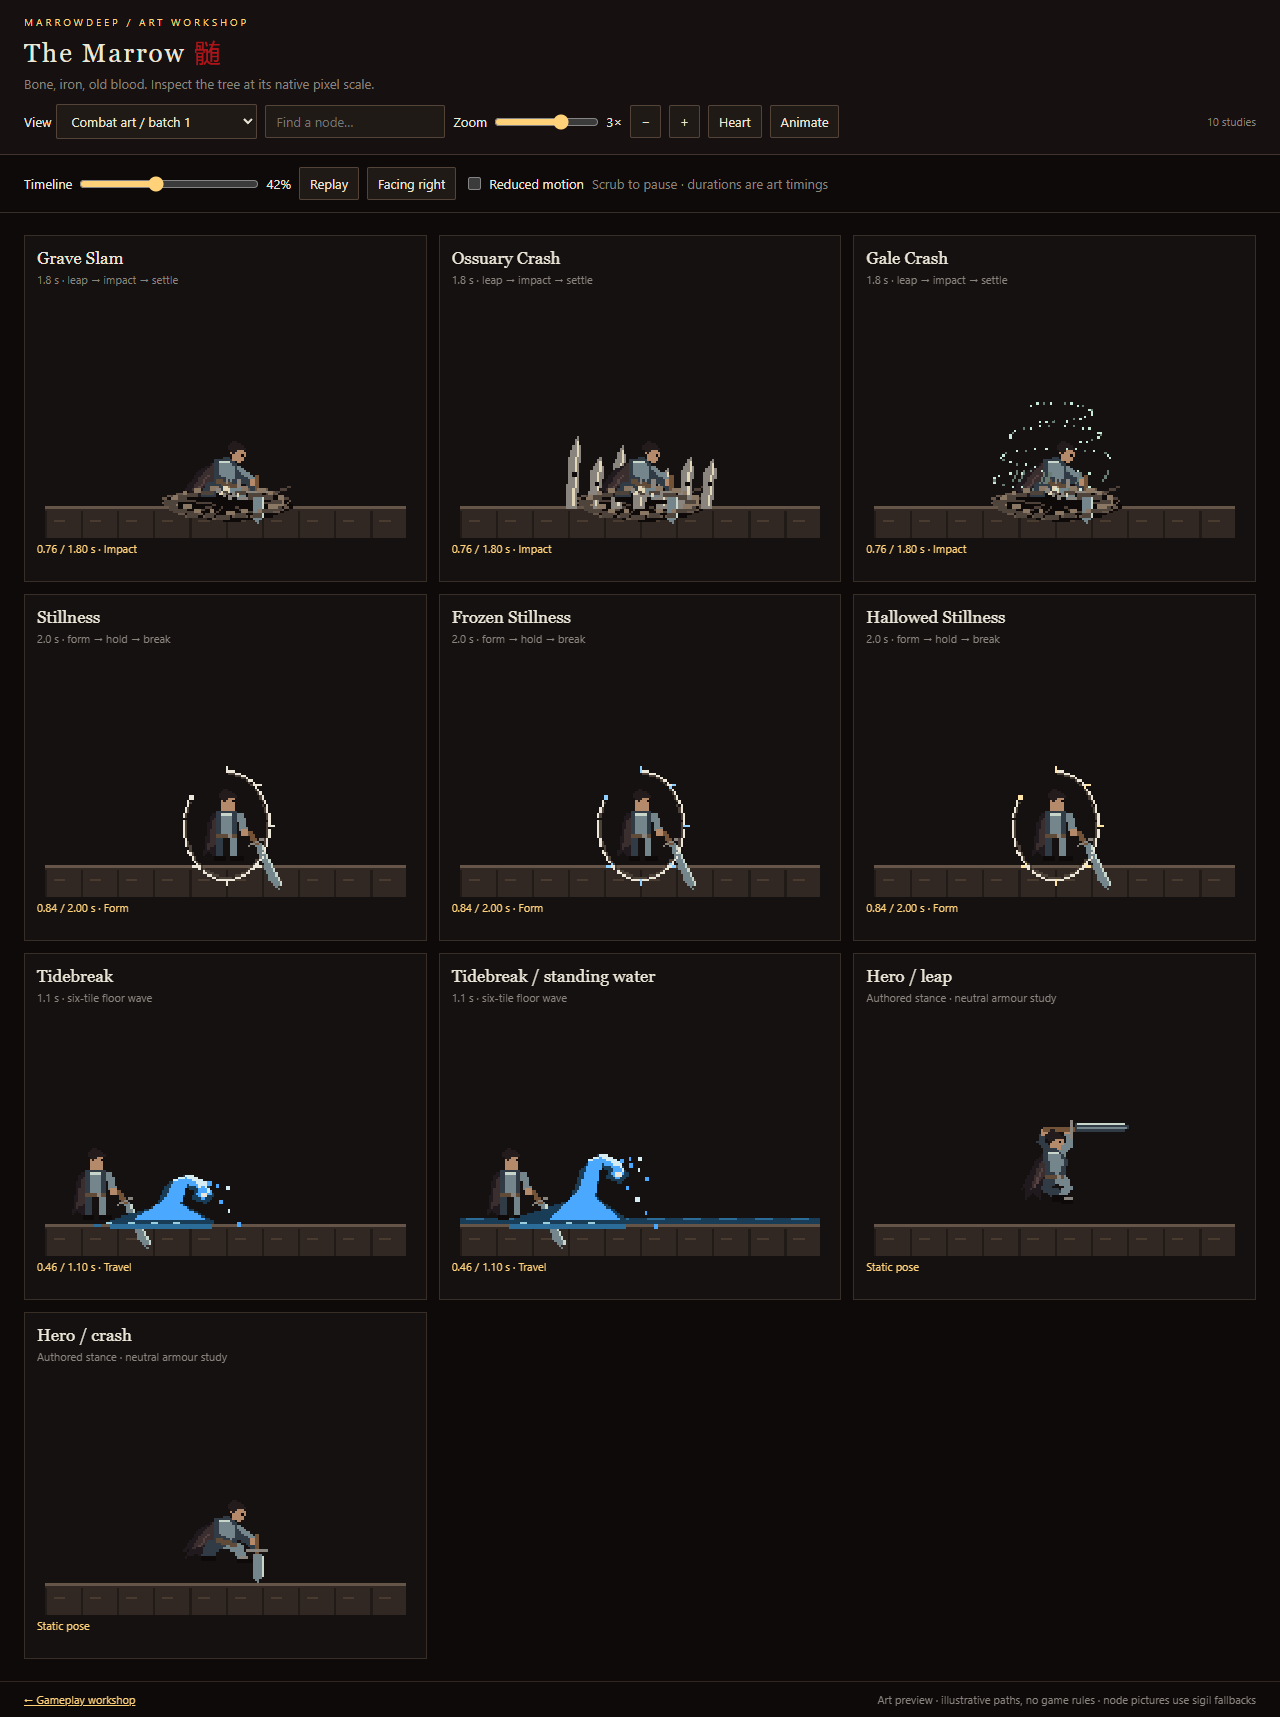 MARROWDEEP / ART WORKSHOP
The Marrow 髄
Bone, iron, old blood. Inspect the tree at its native pixel scale.
View Combat art / batch 1 Find a node... Zoom 3× − + Heart Animate 10 studies
Timeline 42% Replay Facing right Reduced motion Scrub to pause · durations are art timings
Grave Slam
1.8 s · leap → impact → settle
0.76 / 1.80 s · Impact
Ossuary Crash
1.8 s · leap → impact → settle
0.76 / 1.80 s · Impact
Gale Crash
1.8 s · leap → impact → settle
0.76 / 1.80 s · Impact
Stillness
2.0 s · form → hold → break
0.84 / 2.00 s · Form
Frozen Stillness
2.0 s · form → hold → break
0.84 / 2.00 s · Form
Hallowed Stillness
2.0 s · form → hold → break
0.84 / 2.00 s · Form
Tidebreak
1.1 s · six-tile floor wave
0.46 / 1.10 s · Travel
Tidebreak / standing water
1.1 s · six-tile floor wave
0.46 / 1.10 s · Travel
Hero / leap
Authored stance · neutral armour study
Static pose
Hero / crash
Authored stance · neutral armour study
Static pose
← Gameplay workshop
Art preview · illustrative paths, no game rules · node pictures use sigil fallbacks